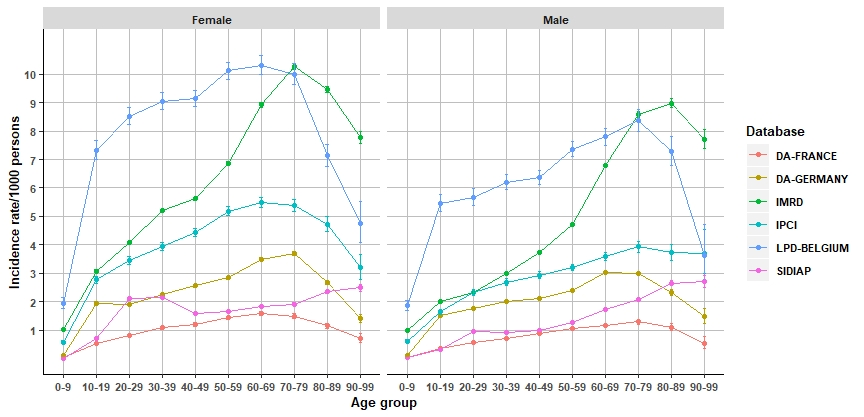 Female Male
Incidence rate/1000 persons
10
9
8
7
6
5
4
3
2
1
0-9 10-19 20-29 30-39 40-49 50-59 60-69 70-79 80-89 90-99 0-9 10-19 20-29 30-39 40-49 50-59 60-69 70-79 80-89 90-99
Age group
Database
DA-FRANCE
DA-GERMANY
IMRD
IPCI
LPD-BELGIUM
SIDIAP